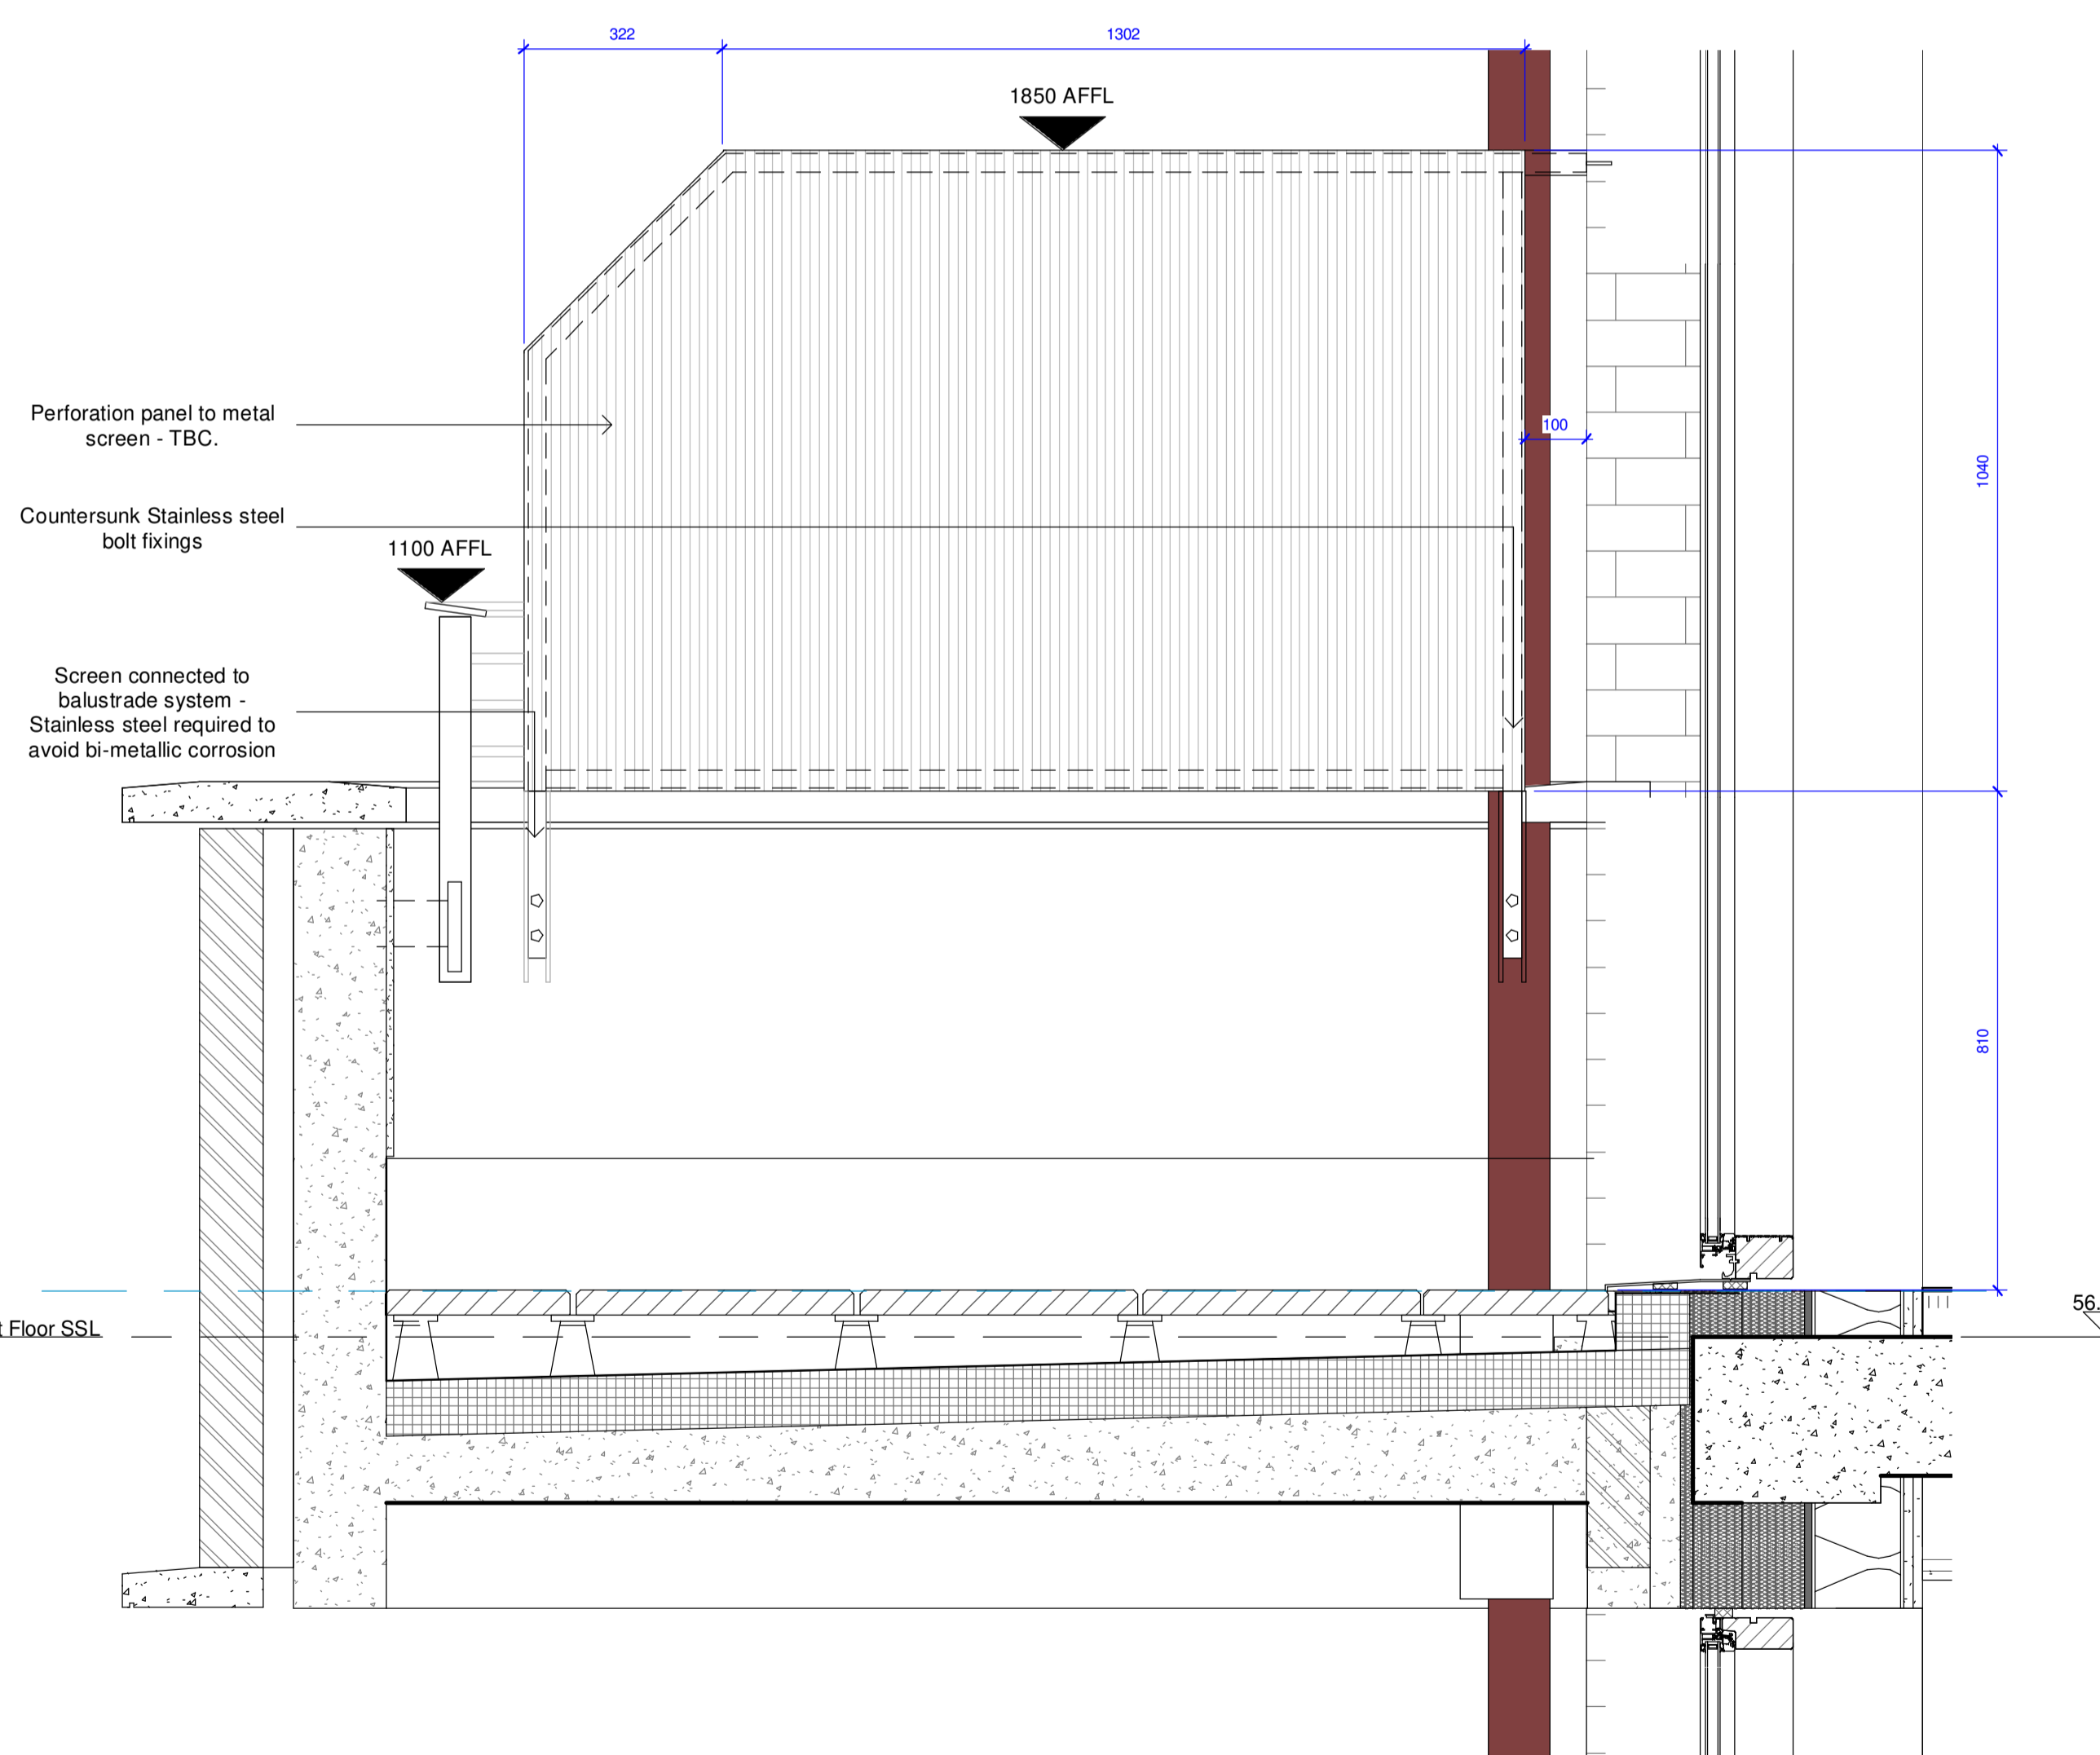 322
1302
1850 AFFL
Perforation panel to metal
screen - TBC.
100
1040
Countersunk Stainless steel
bolt fixings
1100 AFFL
Screen connected to
balustrade system -
Stainless steel required to
avoid bi-metallic corrosion
810
t Floor SSL
56.